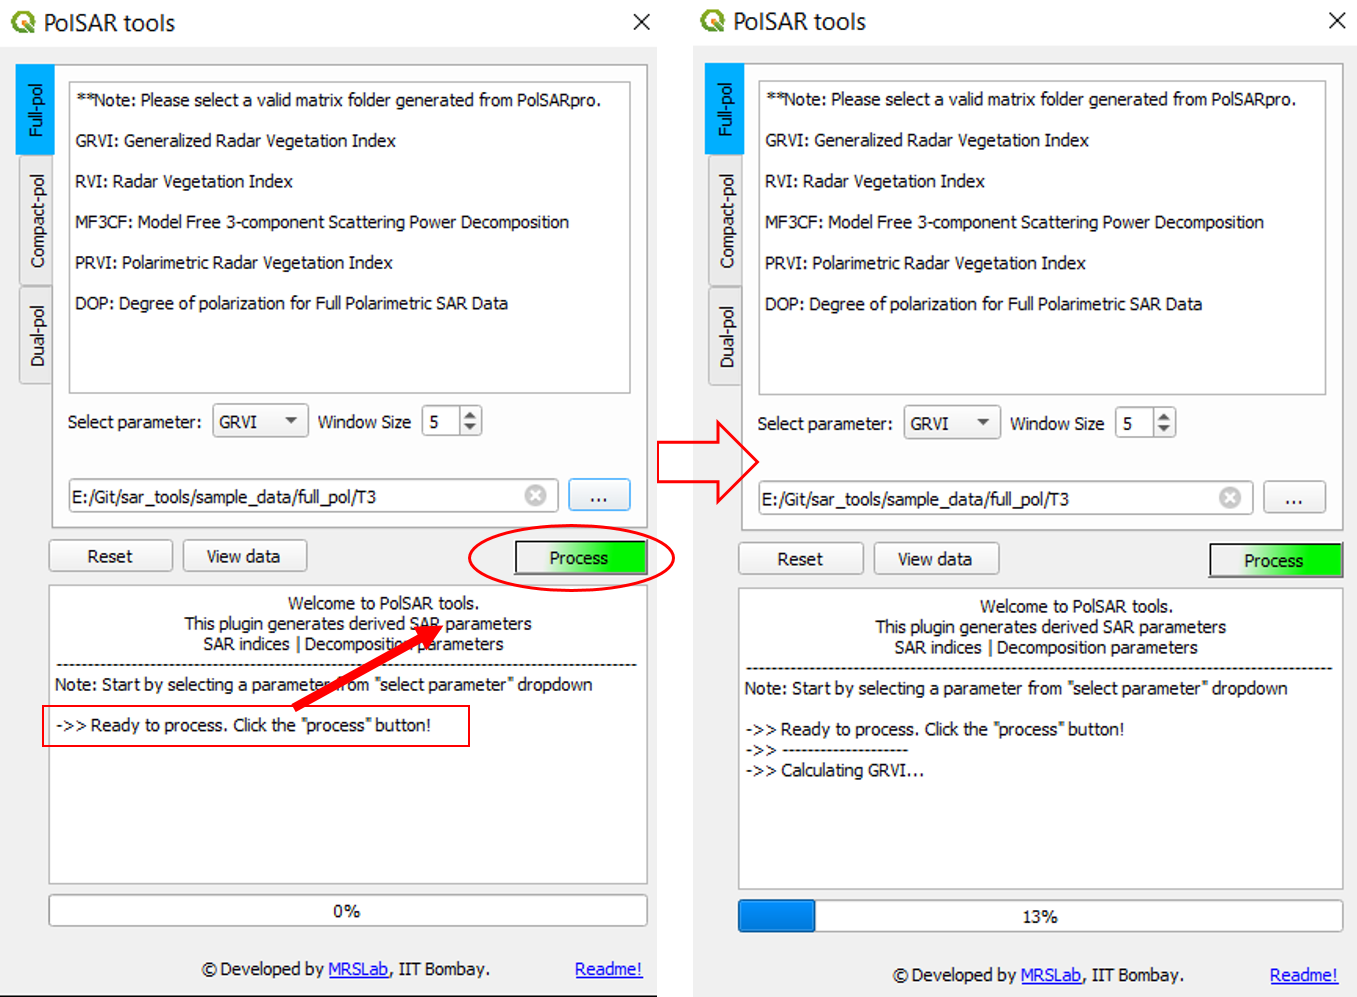 PolSAR tools
Full-pol
Compact-pol
Dual-pol
**Note: Please select a valid matrix folder generated from PolSARpro.
GRVI: Generalized Radar Vegetation Index
RVI: Radar Vegetation Index
MF3CF: Model Free 3-component Scattering Power Decomposition
PRVI: Polarimetric Radar Vegetation Index
DOP: Degree of polarization for Full Polarimetric SAR Data
Select parameter: GRVI Window Size 5
E:/Git/sar_tools/sample_data/full_pol/T3 ...
Reset View data Process
Welcome to PolSAR tools.
This plugin generates derived SAR parameters
SAR indices | Decomposition parameters
--------------------------------------------------------------------------------------------
Note: Start by selecting a parameter from "select parameter" dropdown
->> Ready to process. Click the "process" button!
0%
© Developed by MRSLab, IIT Bombay. Readme!
PolSAR tools
Full-pol
Compact-pol
Dual-pol
**Note: Please select a valid matrix folder generated from PolSARpro.
GRVI: Generalized Radar Vegetation Index
RVI: Radar Vegetation Index
MF3CF: Model Free 3-component Scattering Power Decomposition
PRVI: Polarimetric Radar Vegetation Index
DOP: Degree of polarization for Full Polarimetric SAR Data
Select parameter: GRVI Window Size 5
E:/Git/sar_tools/sample_data/full_pol/T3 ...
Reset View data Process
Welcome to PolSAR tools.
This plugin generates derived SAR parameters
SAR indices | Decomposition parameters
--------------------------------------------------------------------------------------------
Note: Start by selecting a parameter from "select parameter" dropdown
->> Ready to process. Click the "process" button!
->> --------------------
->> Calculating GRVI...
13%
© Developed by MRSLab, IIT Bombay. Readme!